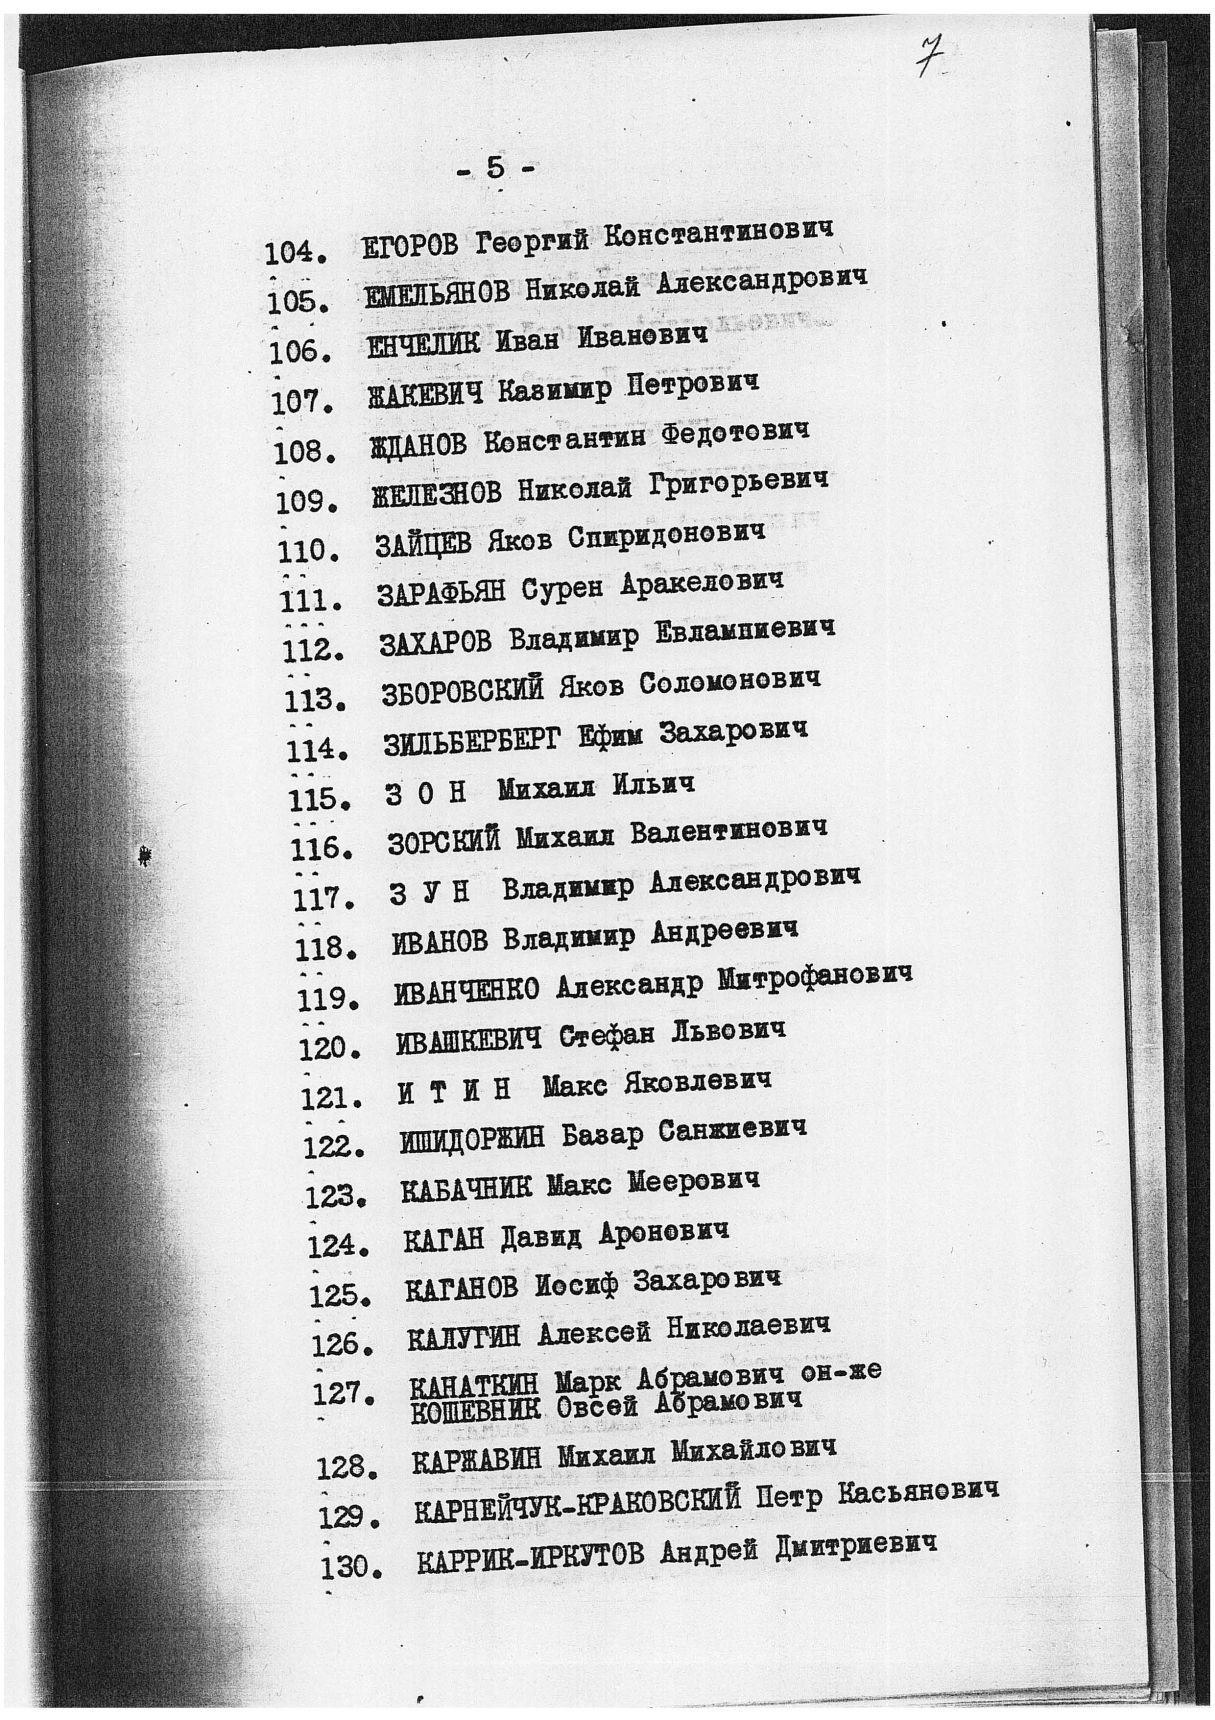 7
- 5 -
104. ЕГОРОВ Георгий Константинович
105. ЕМЕЛЬЯНОВ Николай Александрович
106. ЕНЧЕЛИК Иван Иванович
107. ЖАКЕВИЧ Казимир Петрович
108. ЖДАНОВ Константин Федотович
109. ЖЕЛЕЗНОВ Николай Григорьевич
110. ЗАЙЦЕВ Яков Спиридонович
111. ЗАРАФЬЯН Сурен Аракелович
112. ЗАХАРОВ Владимир Евлампиевич
113. ЗБОРОВСКИЙ Яков Соломонович
114. ЗИЛЬБЕРБЕРГ Ефим Захарович
115. З О Н Михаил Ильич
116. ЗОРСКИЙ Михаил Валентинович
117. З У Н Владимир Александрович
118. ИВАНОВ Владимир Андреевич
119. ИВАНЧЕНКО Александр Митрофанович
120. ИВАШКЕВИЧ Стефан Львович
121. И Т И Н Макс Яковлевич
122. ИШИДОРЖИН Базар Санжиевич
123. КАБАЧНИК Макс Меерович
124. КАГАН Давид Аронович
125. КАГАНОВ Иосиф Захарович
126. КАЛУГИН Алексей Николаевич
127. КАНАТКИН Марк Абрамович он-же
КОШЕВНИК Овсей Абрамович
128. КАРЖАВИН Михаил Михайлович
129. КАРНЕЙЧУК-КРАКОВСКИЙ Петр Касьянович
130. КАРРИК-ИРКУТОВ Андрей Дмитриевич